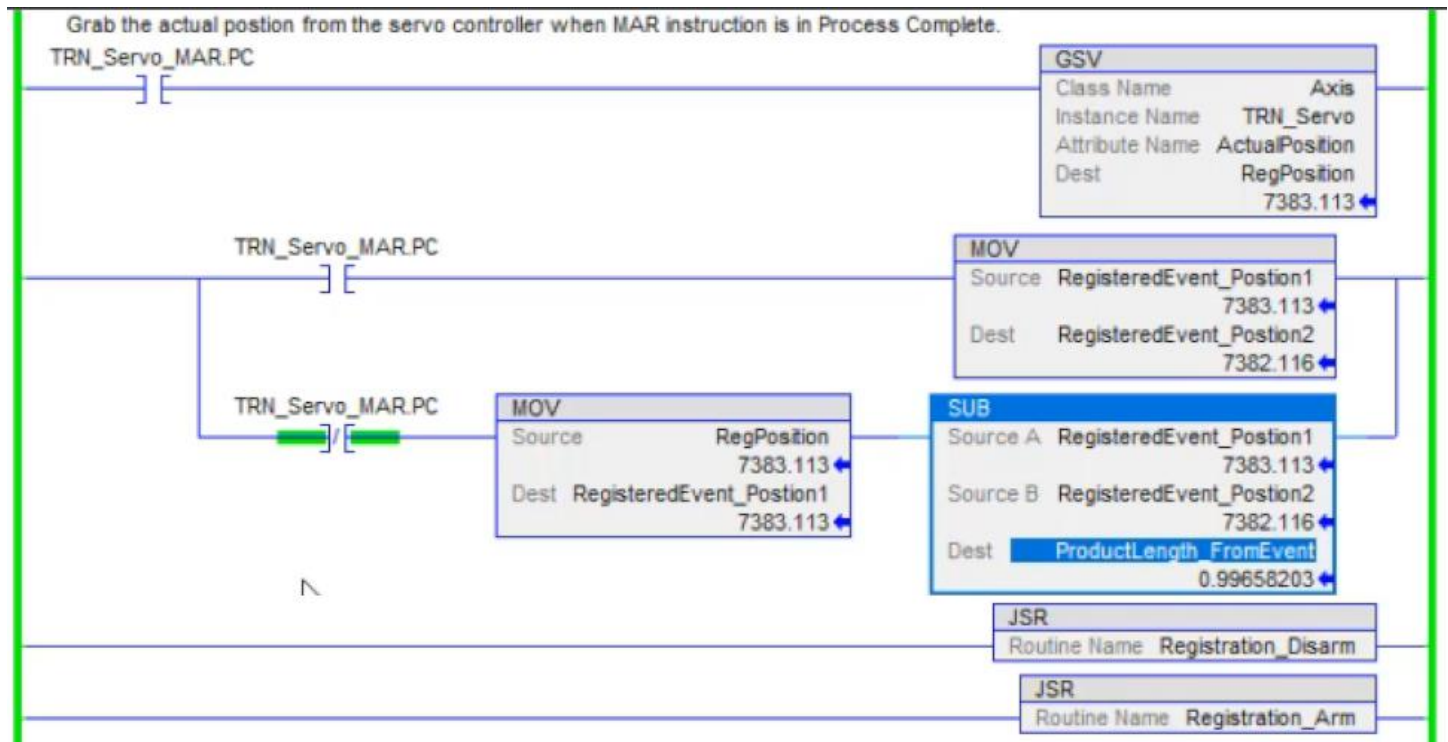 Grab the actual postion from the servo controller when MAR instruction is in Process Complete.
TRN_Servo_MAR.PC
GSV
Class Name Axis
Instance Name TRN_Servo
Attribute Name ActualPosition
Dest RegPosition
7383.113
TRN_Servo_MAR.PC
MOV
Source RegisteredEvent_Postion1
7383.113
Dest RegisteredEvent_Postion2
7382.116
TRN_Servo_MAR.PC
MOV
Source RegPosition
7383.113
Dest RegisteredEvent_Postion1
7383.113
SUB
Source A RegisteredEvent_Postion1
7383.113
Source B RegisteredEvent_Postion2
7382.116
Dest ProductLength_FromEvent
0.99658203
JSR
Routine Name Registration_Disarm
JSR
Routine Name Registration_Arm